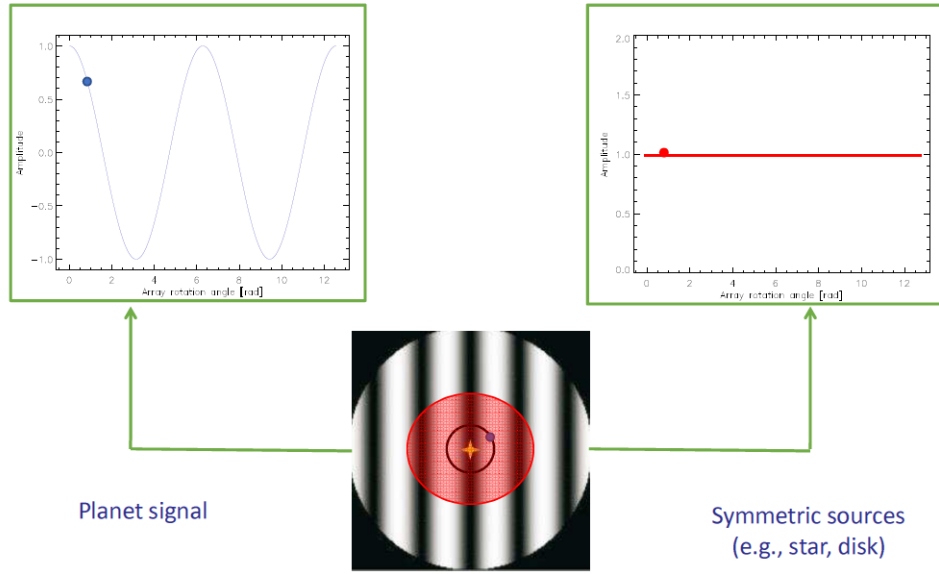 1.0
0.5
0.0
−0.5
−1.0
Amplitude
0 2 4 6 8 10 12
Array rotation angle [rad]
2.0
1.5
1.0
0.5
0.0
Amplitude
0 2 4 6 8 10 12
Array rotation angle [rad]
Planet signal
Symmetric sources
(e.g., star, disk)